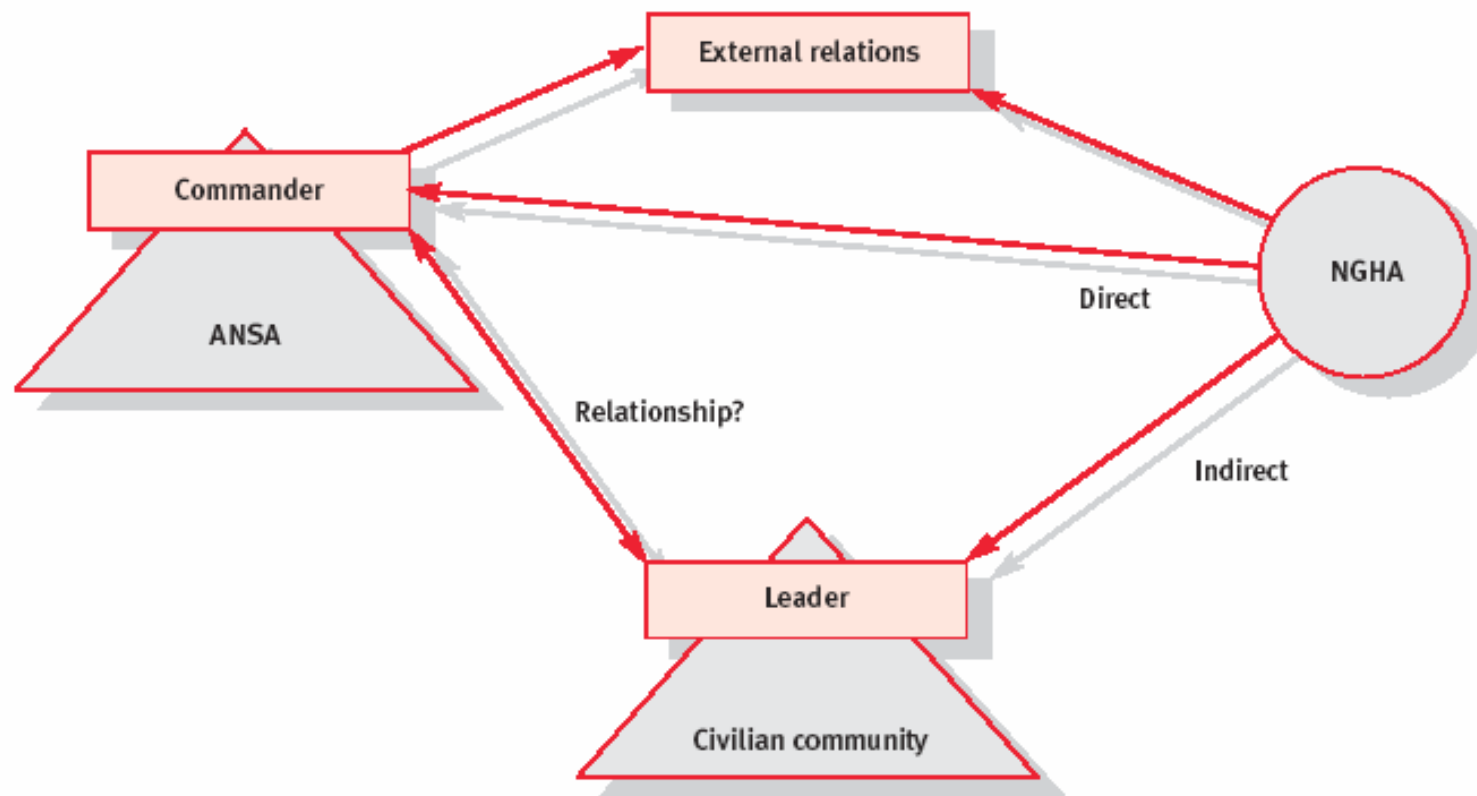 External relations
Commander
NGHA
Direct
ANSA
Relationship?
Indirect
Leader
Civilian community